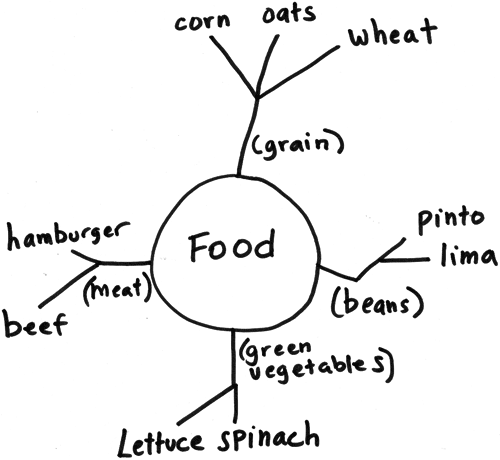 corn oats wheat
(grain)
Food
hamburger
(meat)
beef
pinto
lima
(beans)
(green
vegetables)
Lettuce spinach